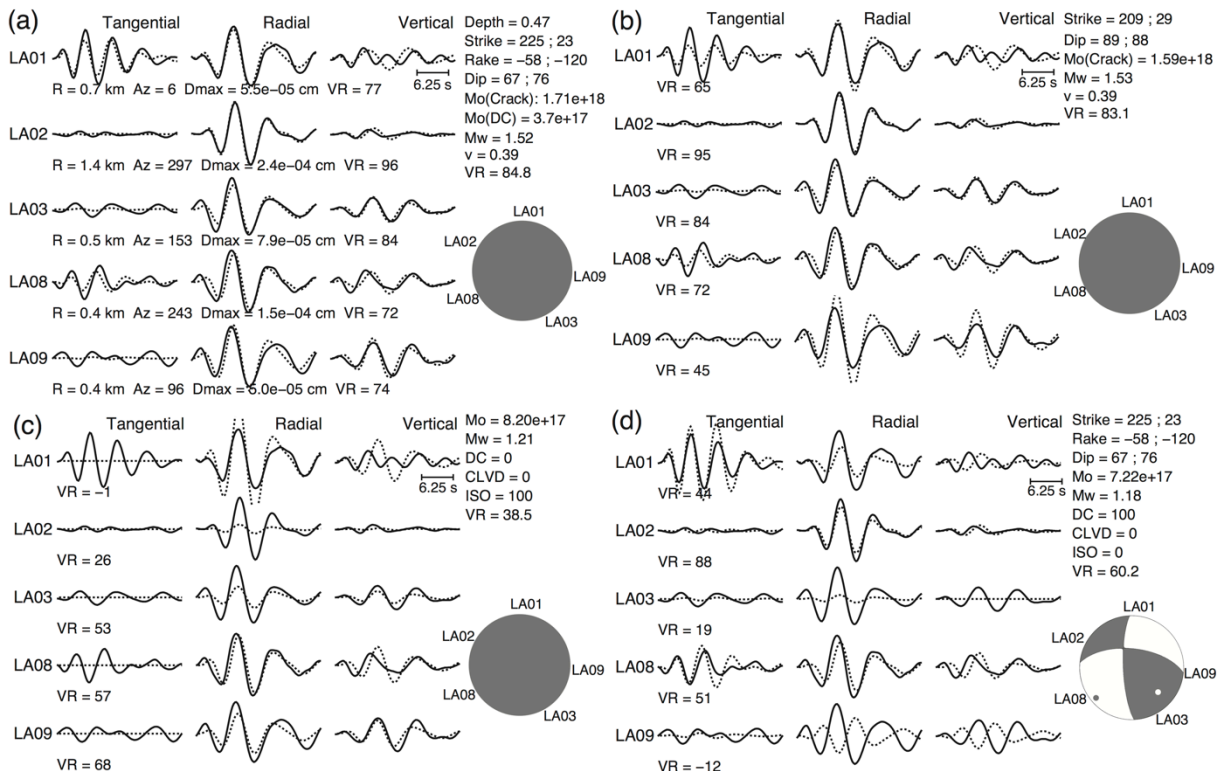 (a)
Tangential Radial Vertical
LA01
6.25 s
R = 0.7 km Az = 6 Dmax = 5.5e-05 cm VR = 77
LA02
R = 1.4 km Az = 297 Dmax = 2.4e-04 cm VR = 96
LA03
R = 0.5 km Az = 153 Dmax = 7.9e-05 cm VR = 84
LA08
R = 0.4 km Az = 243 Dmax = 1.5e-04 cm VR = 72
LA09
R = 0.4 km Az = 96 Dmax = 5.0e-05 cm VR = 74
Depth = 0.47
Strike = 225 ; 23
Rake = -58 ; -120
Dip = 67 ; 76
Mo(Crack): 1.71e+18
Mo(DC) = 3.7e+17
Mw = 1.52
v = 0.39
VR = 84.8
LA01
LA02
LA09
LA08
LA03
(b)
Tangential Radial Vertical
LA01
6.25 s
VR = 65
LA02
VR = 95
LA03
VR = 84
LA08
VR = 72
LA09
VR = 45
Strike = 209 ; 29
Dip = 89 ; 88
Mo(Crack) = 1.59e+18
Mw = 1.53
v = 0.39
VR = 83.1
LA01
LA02
LA09
LA08
LA03
(c)
Tangential Radial Vertical
LA01
6.25 s
VR = -1
LA02
VR = 26
LA03
VR = 53
LA08
VR = 57
LA09
VR = 68
Mo = 8.20e+17
Mw = 1.21
DC = 0
CLVD = 0
ISO = 100
VR = 38.5
LA01
LA02
LA09
LA08
LA03
(d)
Tangential Radial Vertical
LA01
6.25 s
VR = 44
LA02
VR = 88
LA03
VR = 19
LA08
VR = 51
LA09
VR = -12
Strike = 225 ; 23
Rake = -58 ; -120
Dip = 67 ; 76
Mo = 7.22e+17
Mw = 1.18
DC = 100
CLVD = 0
ISO = 0
VR = 60.2
LA01
LA02
LA09
LA08
LA03